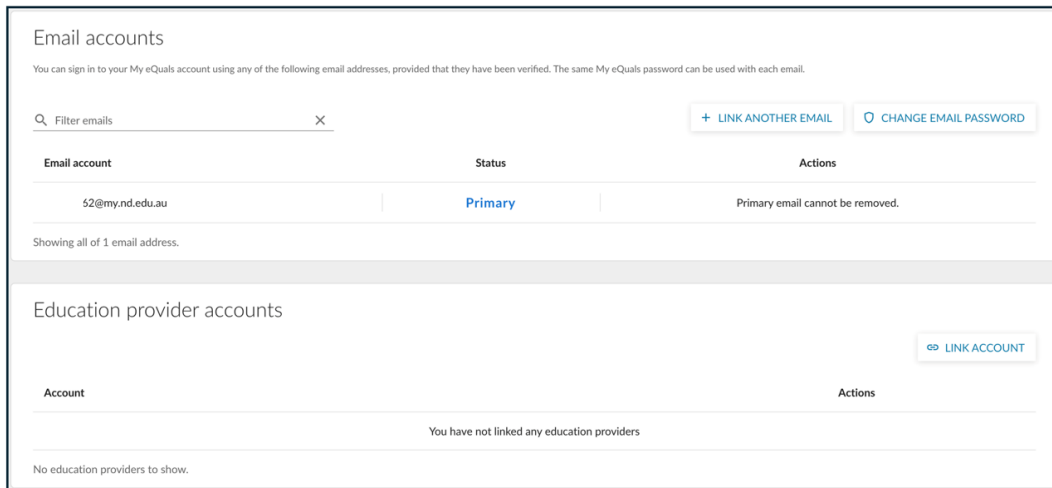 Email accounts
You can sign in to your My eQuals account using any of the following email addresses, provided that they have been verified. The same My eQuals password can be used with each email.
Filter emails
+ LINK ANOTHER EMAIL
CHANGE EMAIL PASSWORD
Email account Status Actions
52@my.nd.edu.au Primary Primary email cannot be removed.
Showing all of 1 email address.
Education provider accounts
LINK ACCOUNT
Account Actions
You have not linked any education providers
No education providers to show.